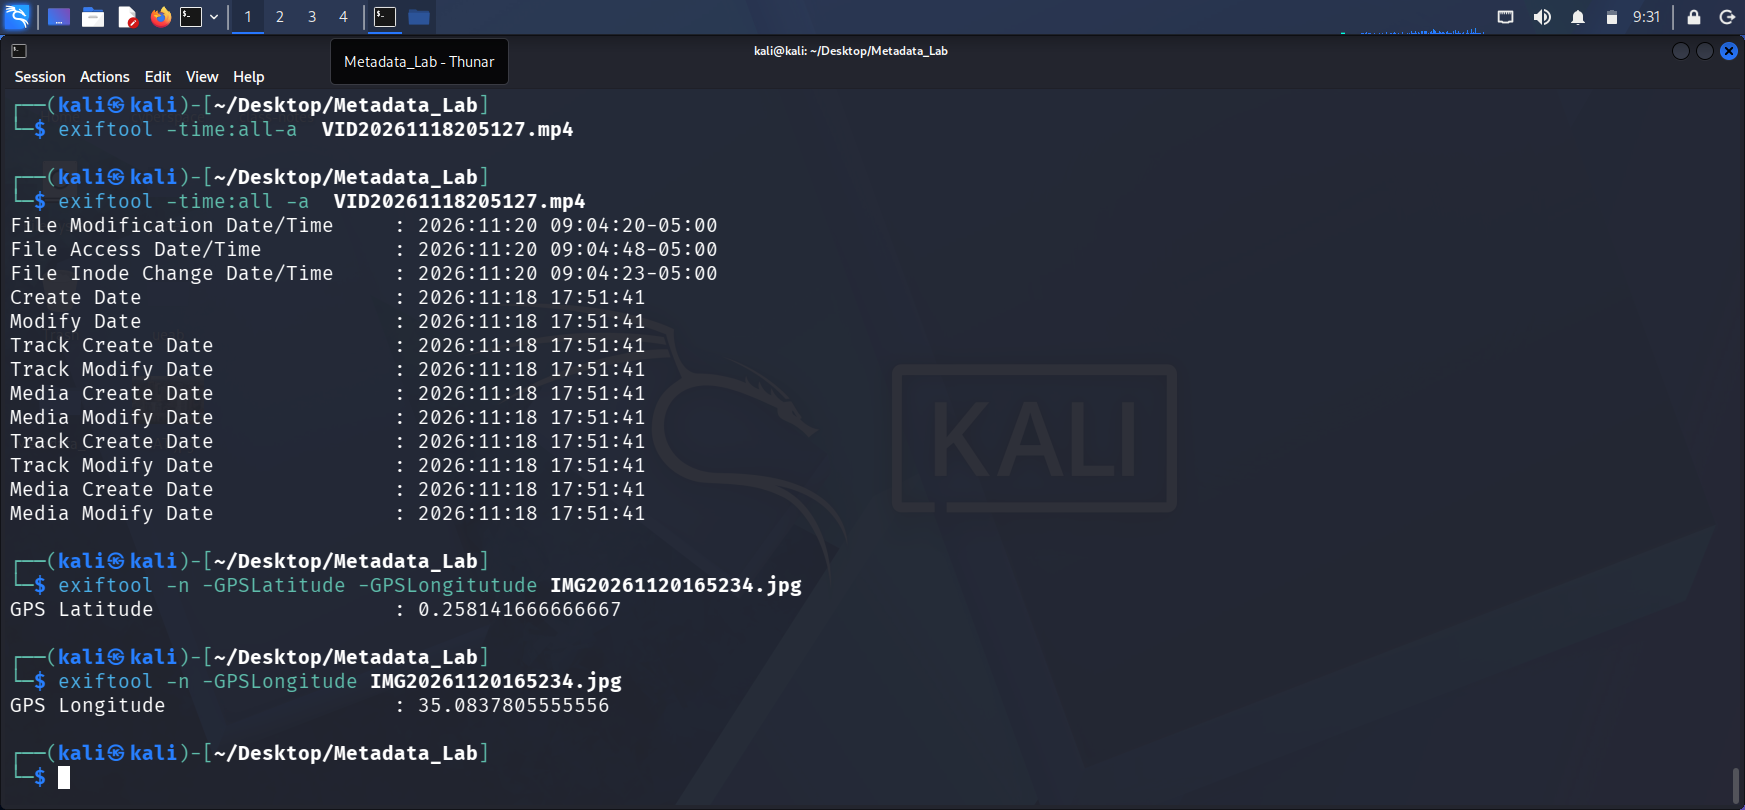 1 2 3 4 9:31
kali@kali: ~/Desktop/Metadata_Lab
Metadata_Lab - Thunar
Session Actions Edit View Help
┌──(kali㉿kali)-[~/Desktop/Metadata_Lab]
└─$ exiftool -time:all-a  VID20261118205127.mp4
┌──(kali㉿kali)-[~/Desktop/Metadata_Lab]
└─$ exiftool -time:all -a  VID20261118205127.mp4
File Modification Date/Time     : 2026:11:20 09:04:20-05:00
File Access Date/Time           : 2026:11:20 09:04:48-05:00
File Inode Change Date/Time     : 2026:11:20 09:04:23-05:00
Create Date                     : 2026:11:18 17:51:41
Modify Date                     : 2026:11:18 17:51:41
Track Create Date               : 2026:11:18 17:51:41
Track Modify Date               : 2026:11:18 17:51:41
Media Create Date               : 2026:11:18 17:51:41
Media Modify Date               : 2026:11:18 17:51:41
Track Create Date               : 2026:11:18 17:51:41
Track Modify Date               : 2026:11:18 17:51:41
Media Create Date               : 2026:11:18 17:51:41
Media Modify Date               : 2026:11:18 17:51:41
┌──(kali㉿kali)-[~/Desktop/Metadata_Lab]
└─$ exiftool -n -GPSLatitude -GPSLongitutude IMG20261120165234.jpg
GPS Latitude                    : 0.258141666666667
┌──(kali㉿kali)-[~/Desktop/Metadata_Lab]
└─$ exiftool -n -GPSLongitude IMG20261120165234.jpg
GPS Longitude                   : 35.0837805555556
┌──(kali㉿kali)-[~/Desktop/Metadata_Lab]
└─$
KALI